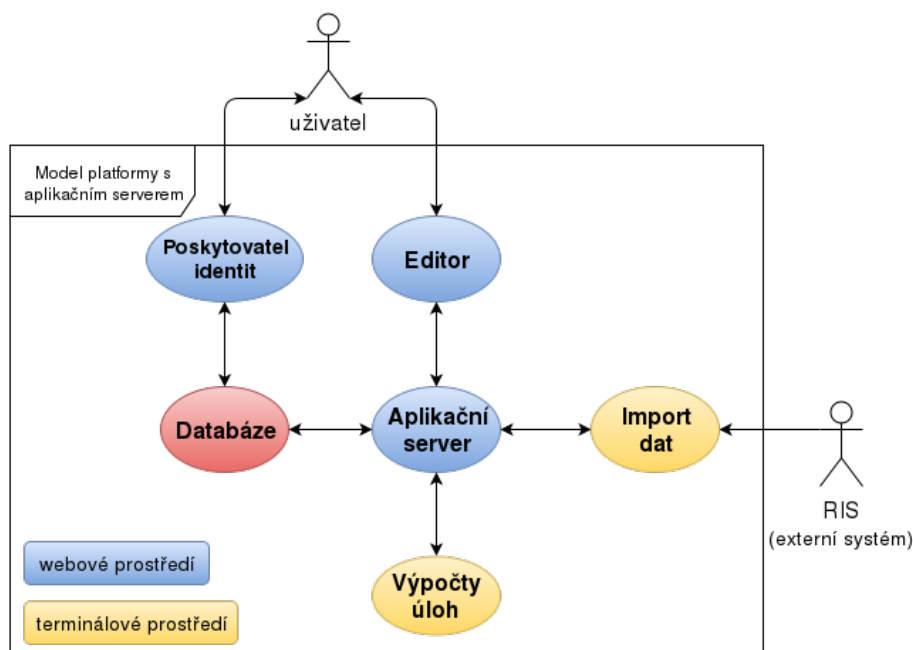 uživatel
Model platformy s
aplikačním serverem
Poskytovatel
identit
Editor
Databáze
Aplikační
server
Import
dat
RIS
(externí systém)
webové prostředí
Výpočty
úloh
terminálové prostředí